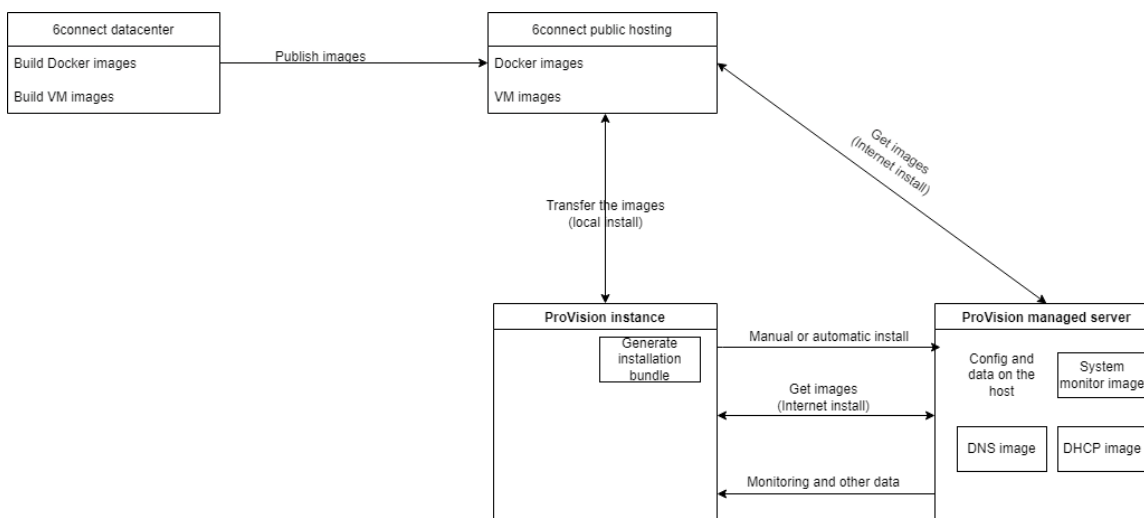 6connect datacenter
Build Docker images
Build VM images
Publish images
6connect public hosting
Docker images
VM images
Get images
(Internet install)
Transfer the images
(local install)
ProVision instance
Generate
installation
bundle
Manual or automatic install
Get images
(Internet install)
Monitoring and other data
ProVision managed server
Config and
data on the
host
System
monitor image
DNS image
DHCP image